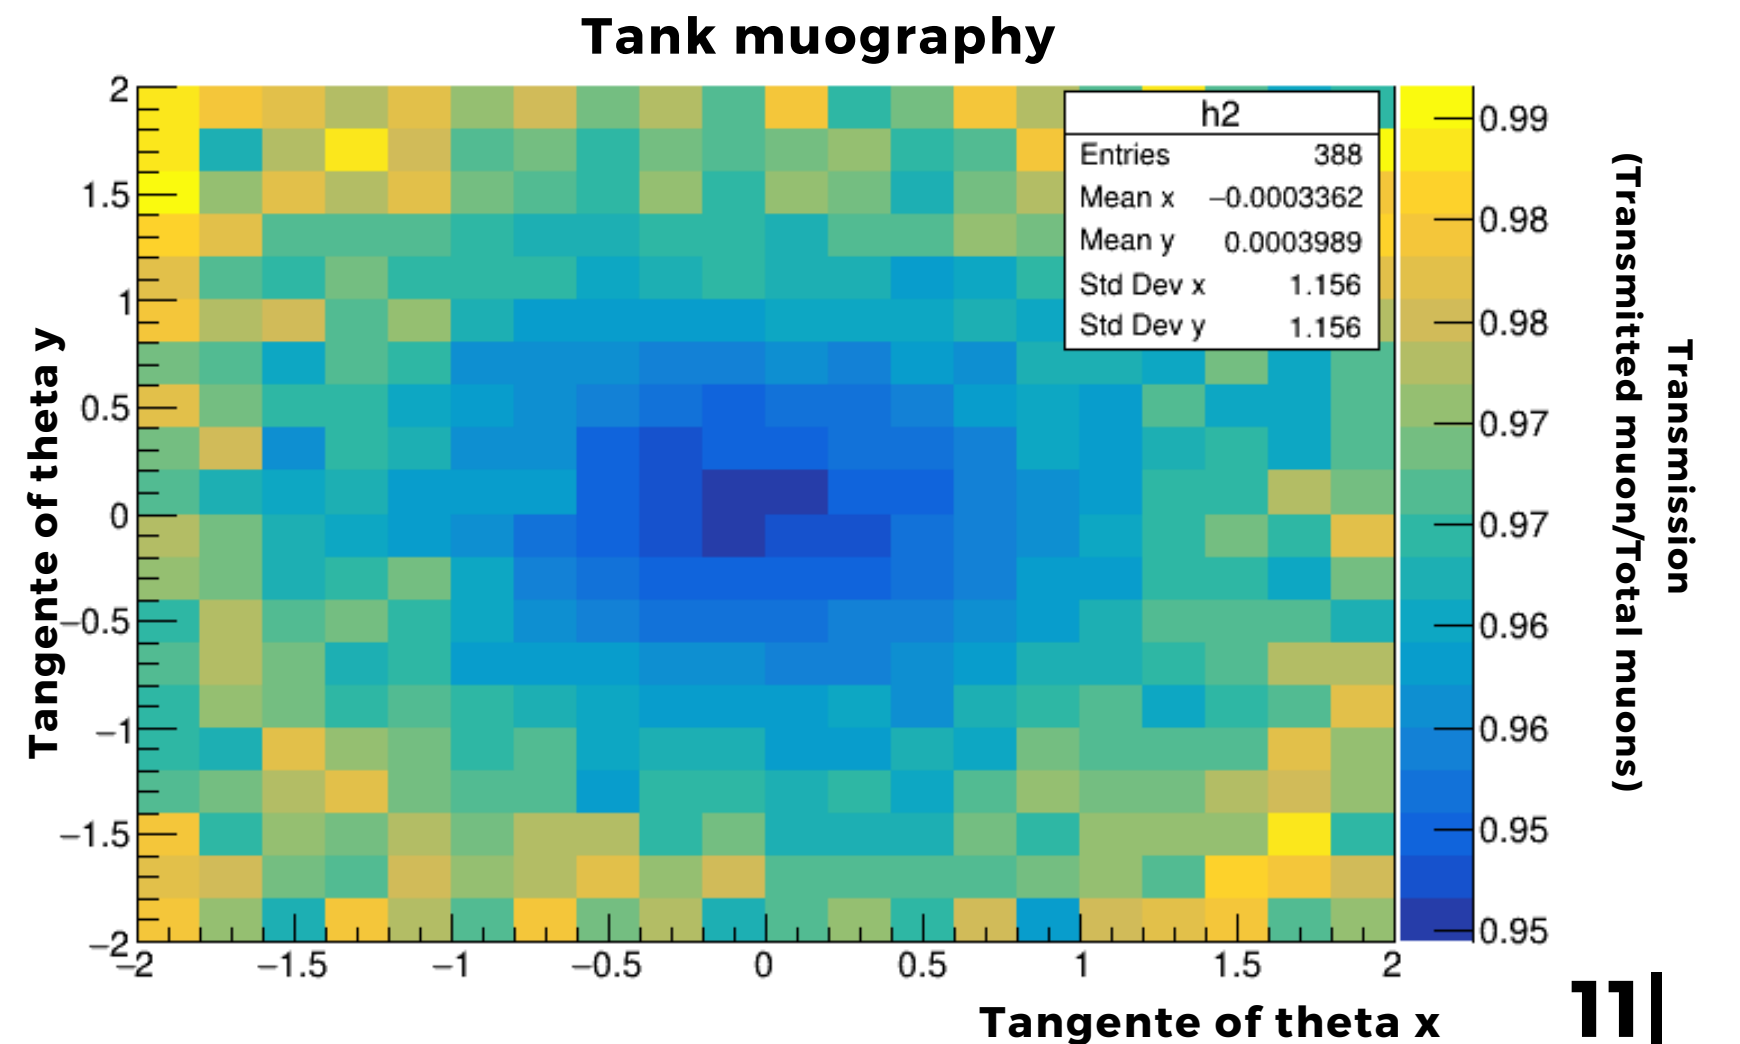 Tank muography
h2
Entries 388
Mean x −0.0003362
Mean y 0.0003989
Std Dev x 1.156
Std Dev y 1.156
Tangente of theta y
2
1.5
1
0.5
0
−0.5
−1
−1.5
−2
−2 −1.5 −1 −0.5 0 0.5 1 1.5 2
Tangente of theta x
0.99
0.98
0.98
0.97
0.97
0.96
0.96
0.95
0.95
Transmission
(Transmitted muon/Total muons)
11